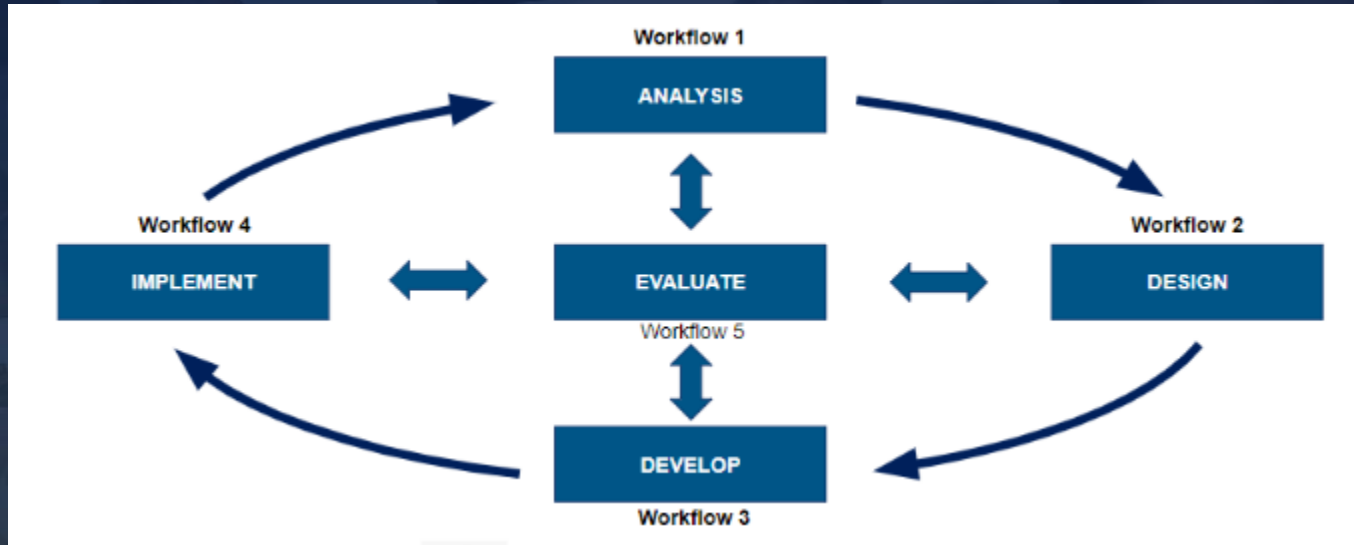 Workflow 1
ANALYSIS
Workflow 4
Workflow 2
IMPLEMENT
EVALUATE
DESIGN
Workflow 5
DEVELOP
Workflow 3